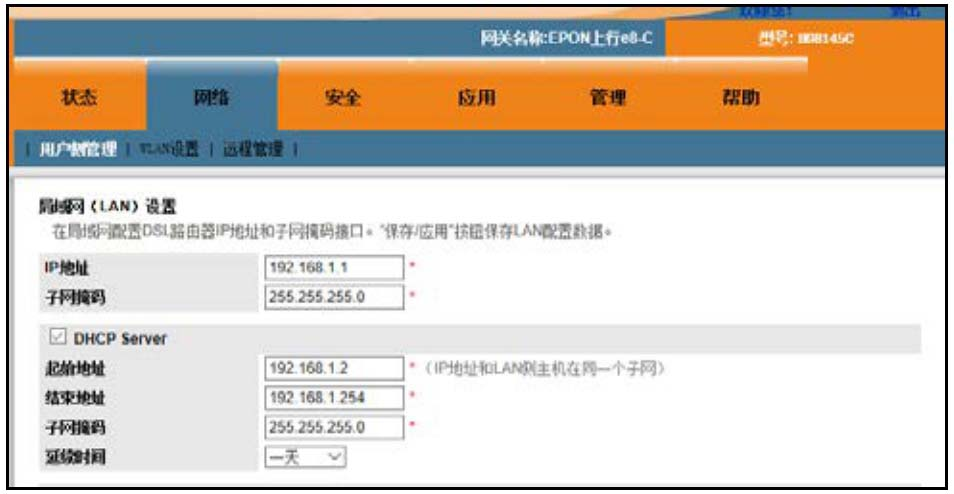 网关名称:EPON上行e8-C 型号: H08145C
状态 网络 安全 应用 管理 帮助
用户侧管理 | VLAN设置 | 远程管理 |
局域网（LAN）设置
在局域网配置DSL路由器IP地址和子网掩码接口。“保存/应用”按钮保存LAN配置数据。
IP地址 192.168.1.1 *
子网掩码 255.255.255.0 *
DHCP Server
起始地址 192.168.1.2 *（IP地址和LAN侧主机在同一个子网）
结束地址 192.168.1.254 *
子网掩码 255.255.255.0 *
延续时间 一天